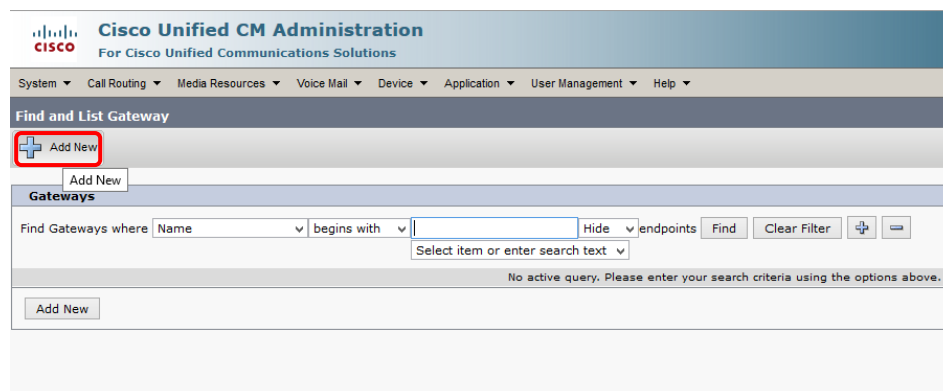 CISCO
Cisco Unified CM Administration
For Cisco Unified Communications Solutions
System Call Routing Media Resources Voice Mail Device Application User Management Help
Find and List Gateway
Add New
Add New
Gateways
Find Gateways where Name begins with Hide endpoints Find Clear Filter
Select item or enter search text
No active query. Please enter your search criteria using the options above.
Add New